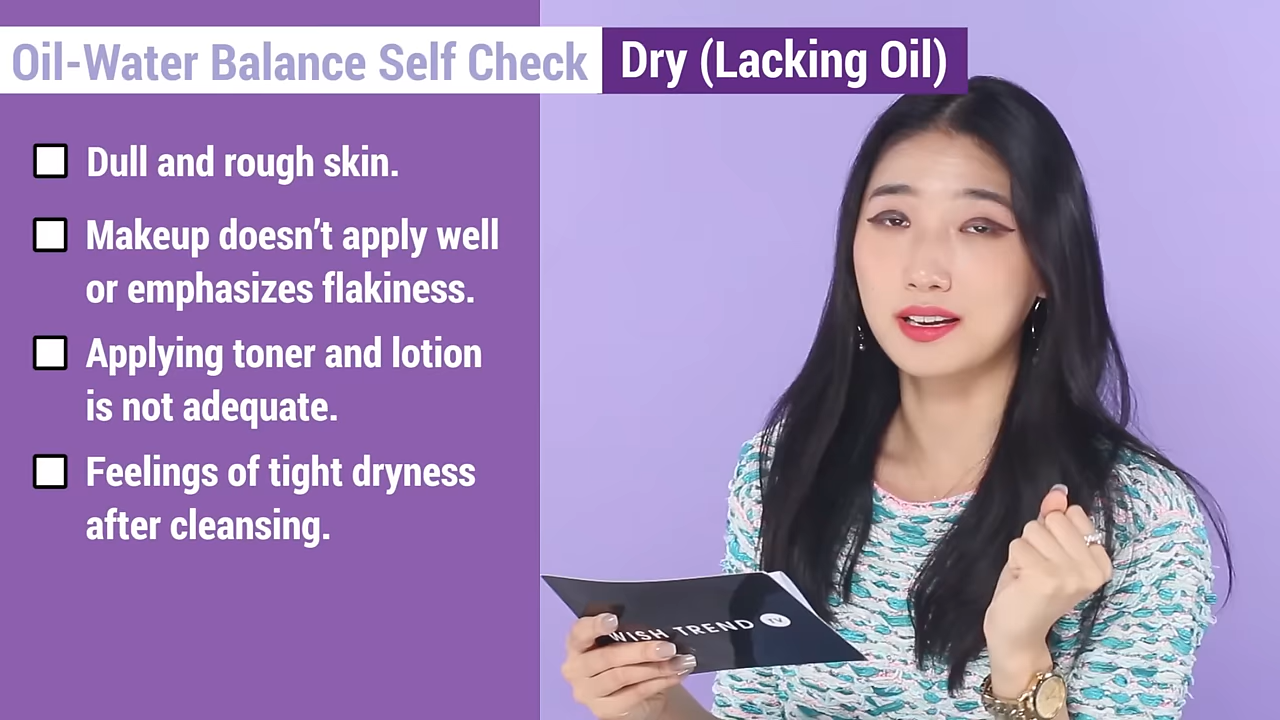 Oil-Water Balance Self Check Dry (Lacking Oil)
Dull and rough skin.
Makeup doesn’t apply well
or emphasizes flakiness.
Applying toner and lotion
is not adequate.
Feelings of tight dryness
after cleansing.
WISH TREND TV